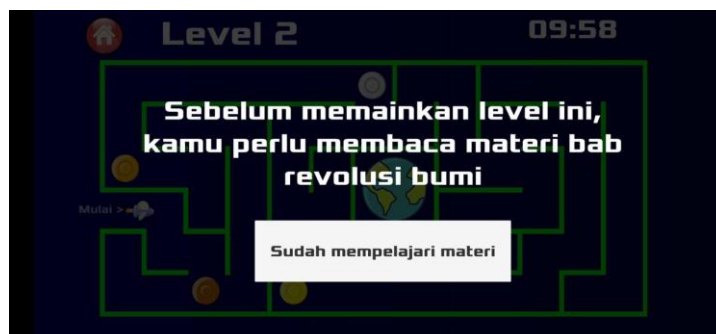 Level 2
09:58
Sebelum memainkan level ini,
kamu perlu membaca materi bab
revolusi bumi
Mulai >
Sudah mempelajari materi